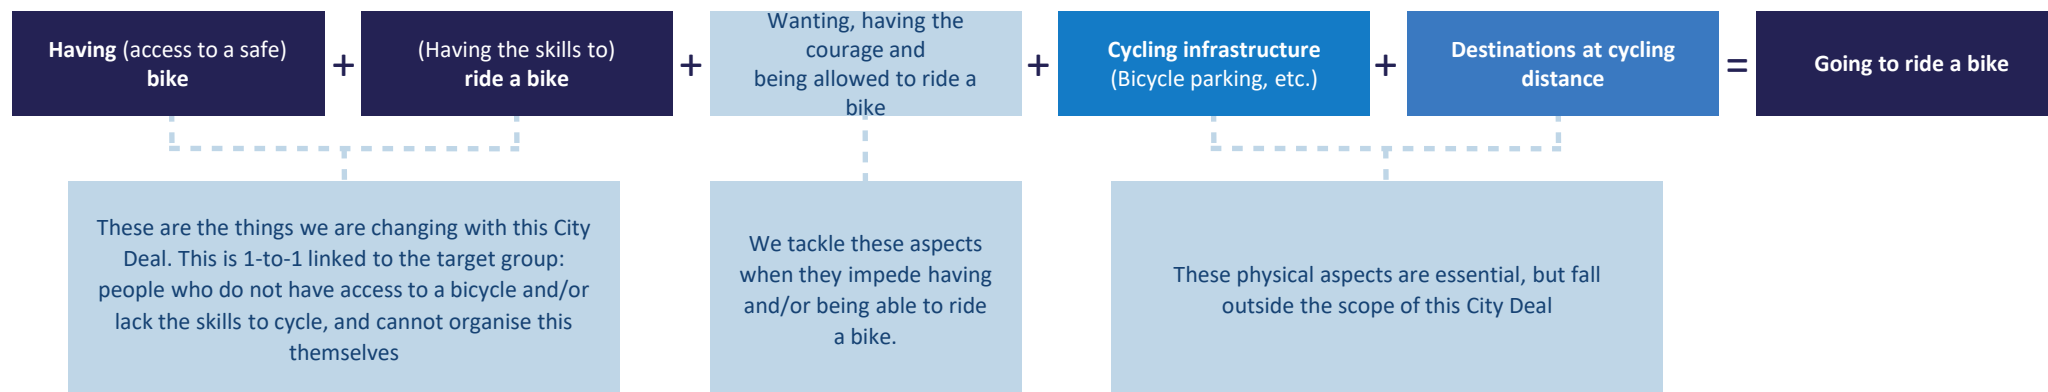 Having (access to a safe)
bike
+
(Having the skills to)
ride a bike
+
Wanting, having the
courage and
being allowed to ride a
bike
+
Cycling infrastructure
(Bicycle parking, etc.)
+
Destinations at cycling
distance
=
Going to ride a bike
These are the things we are changing with this City
Deal. This is 1-to-1 linked to the target group:
people who do not have access to a bicycle and/or
lack the skills to cycle, and cannot organise this
themselves
We tackle these aspects
when they impede having
and/or being able to ride
a bike.
These physical aspects are essential, but fall
outside the scope of this City Deal